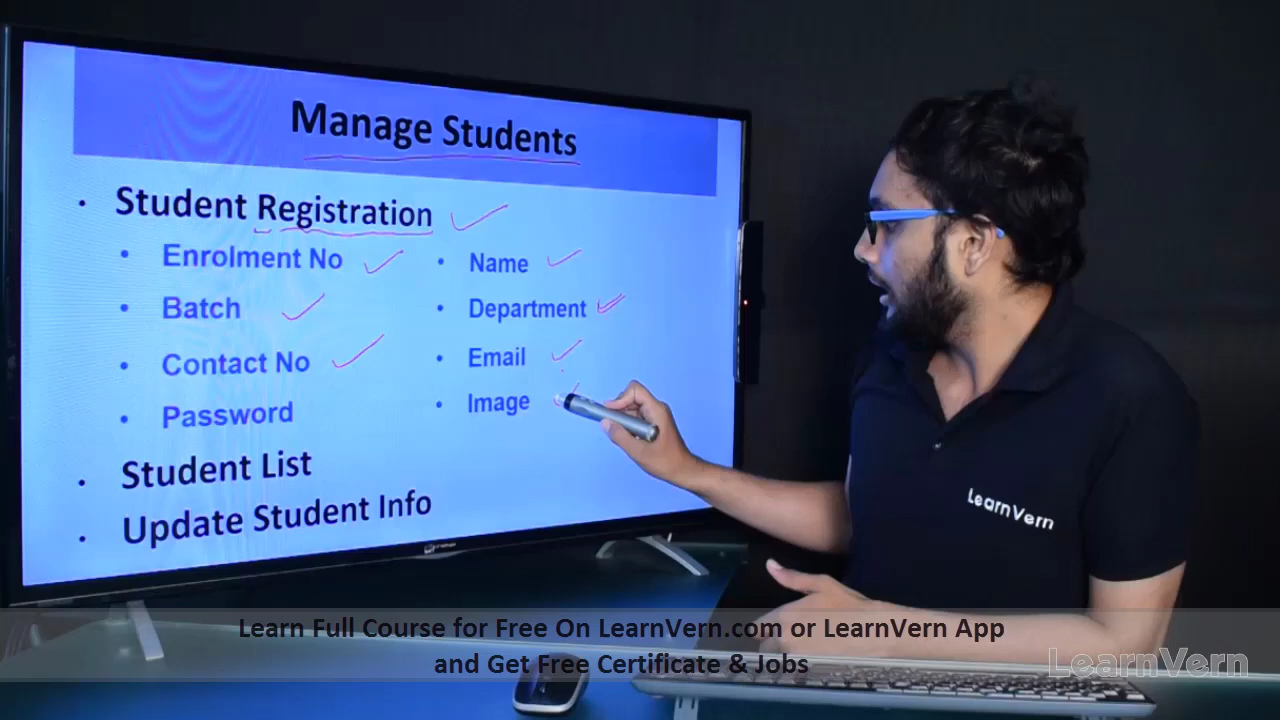 Manage Students
Student Registration
Enrolment No
Name
Batch
Department
Contact No
Email
Password
Image
Student List
Update Student Info
LearnVern
Learn Full Course for Free On LearnVern.com or LearnVern App
and Get Free Certificate & Jobs
LearnVern